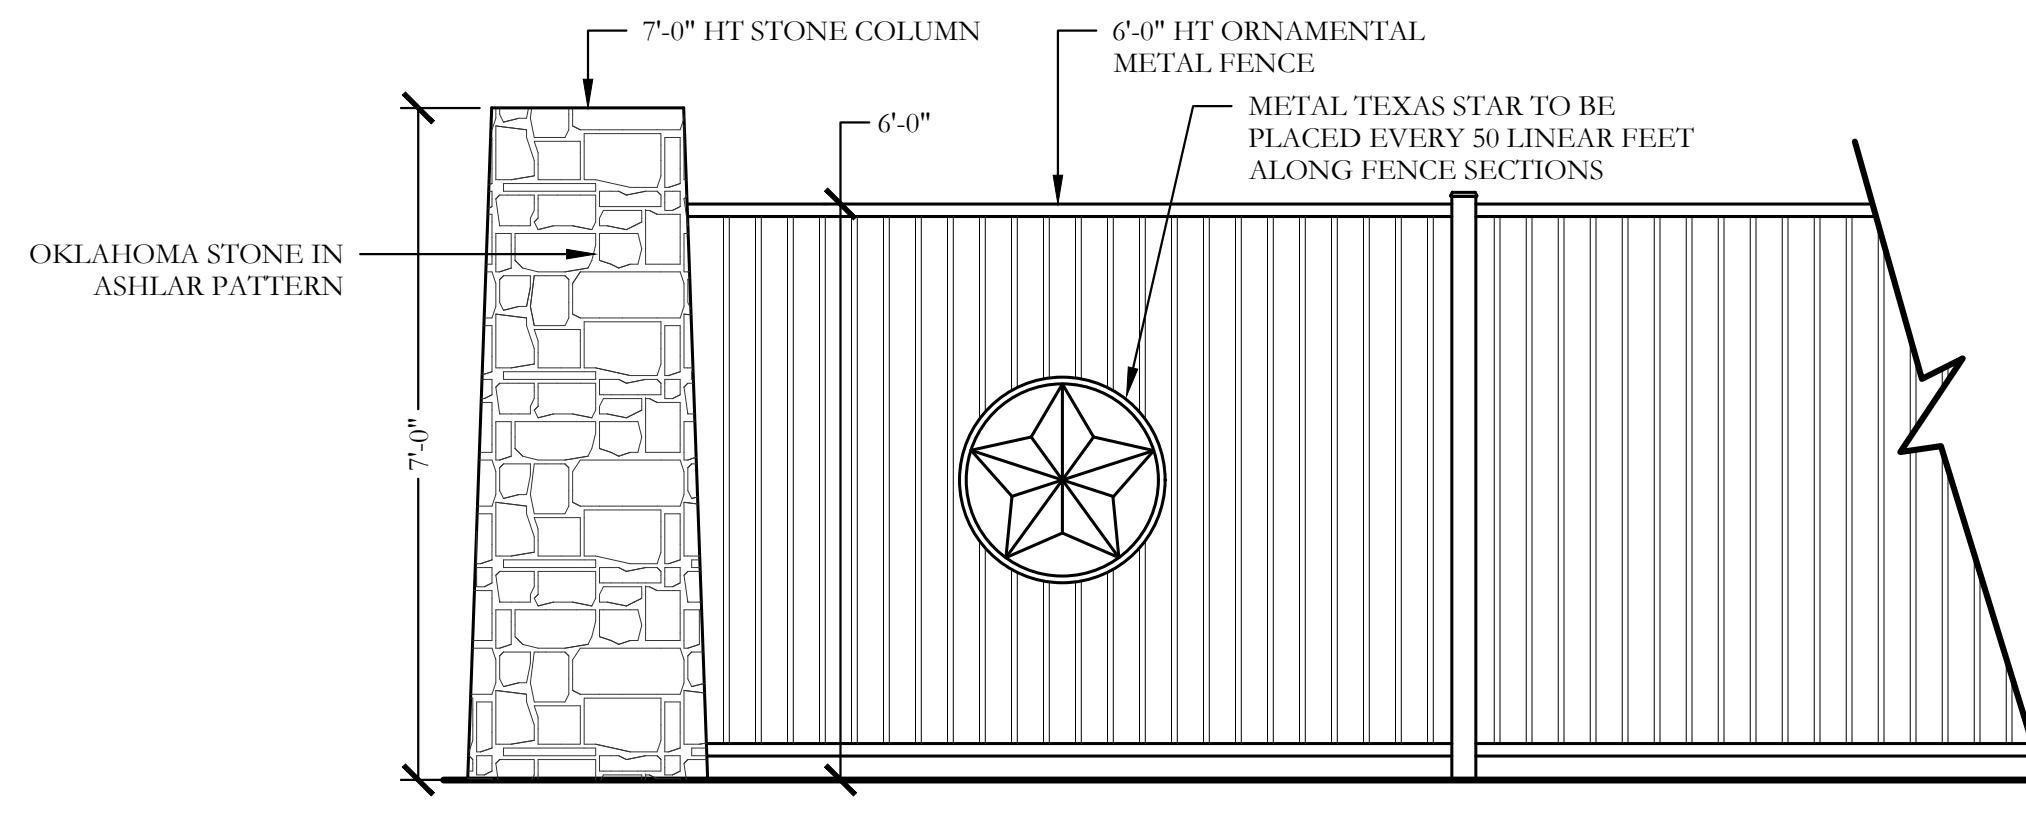 7'-0" HT STONE COLUMN
6'-0" HT ORNAMENTAL
METAL FENCE
METAL TEXAS STAR TO BE
PLACED EVERY 50 LINEAR FEET
ALONG FENCE SECTIONS
6'-0"
OKLAHOMA STONE IN
ASHLAR PATTERN
7'-0"